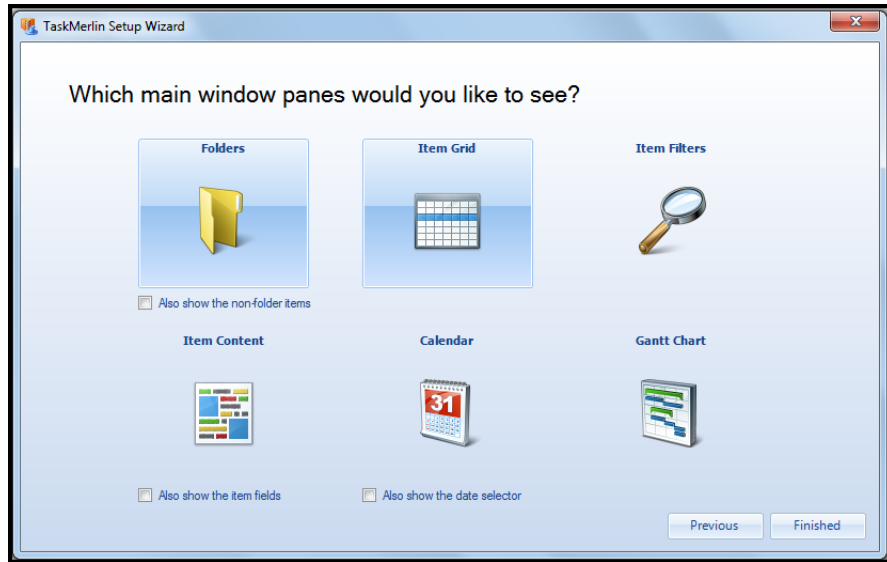 TaskMerlin Setup Wizard
Which main window panes would you like to see?
Folders
Item Grid
Item Filters
Also show the non-folder items
Item Content
Calendar
Gantt Chart
31
Also show the item fields
Also show the date selector
Previous
Finished